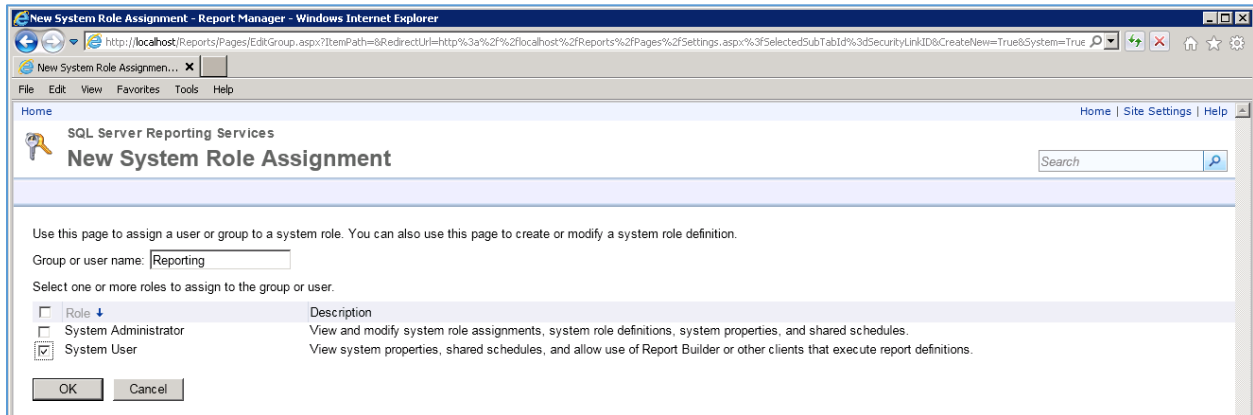 New System Role Assignment - Report Manager - Windows Internet Explorer
http://localhost/Reports/Pages/EditGroup.aspx?ItemPath=&RedirectUrl=http%3a%2f%2flocalhost%2fReports%2fPages%2fSettings.aspx%3fSelectedSubTabId%3dSecurityLinkID&CreateNew=True&System=True
New System Role Assignmen...
File Edit View Favorites Tools Help
Home Home | Site Settings | Help
SQL Server Reporting Services
New System Role Assignment
Search
Use this page to assign a user or group to a system role. You can also use this page to create or modify a system role definition.
Group or user name: Reporting
Select one or more roles to assign to the group or user.
Role Description
System Administrator View and modify system role assignments, system role definitions, system properties, and shared schedules.
System User View system properties, shared schedules, and allow use of Report Builder or other clients that execute report definitions.
OK Cancel